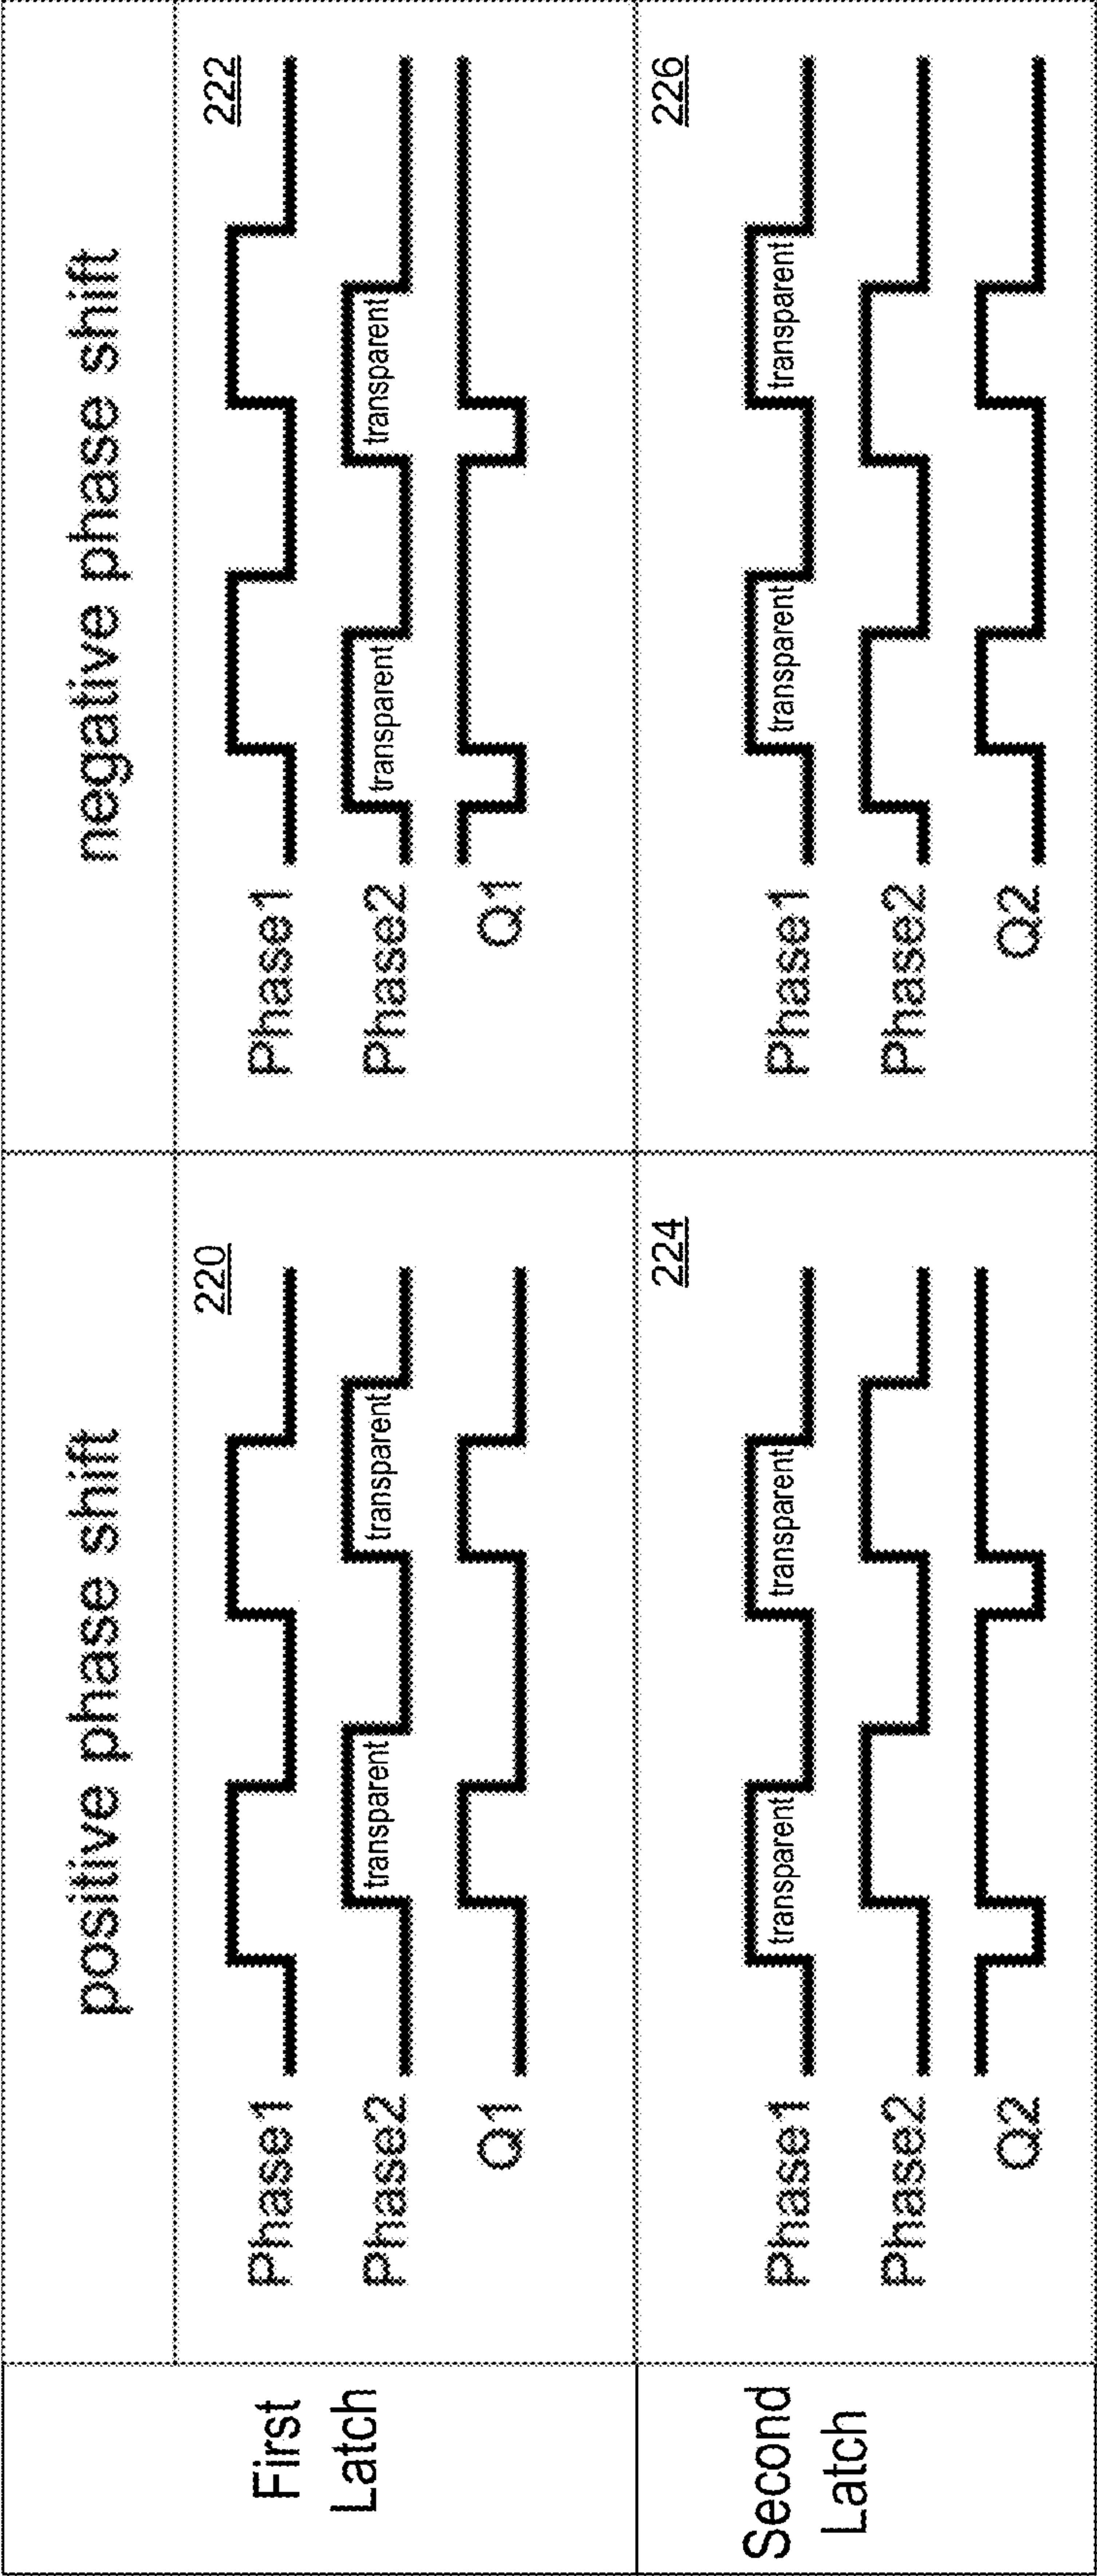 positive phase shift
negative phase shift
First
Latch
220
Phase1
Phase2
transparent
transparent
Q1
222
Phase1
Phase2
transparent
transparent
Q1
Second
Latch
224
Phase1
transparent
transparent
Phase2
Q2
226
Phase1
transparent
transparent
Phase2
Q2